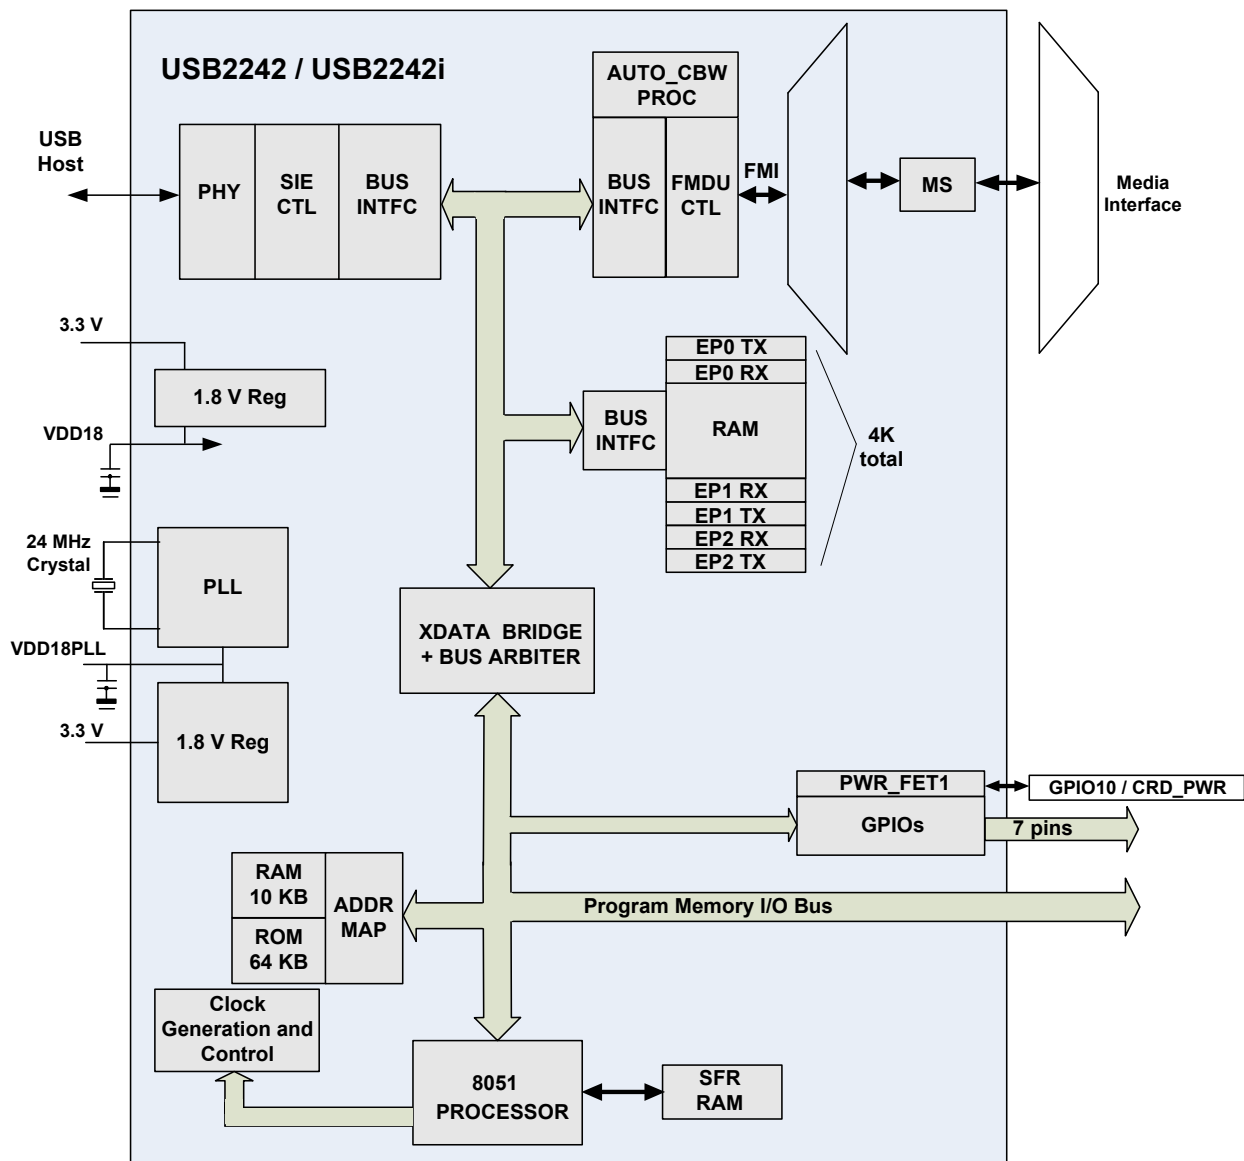 USB2242 / USB2242i
AUTO_CBW
PROC
USB
Host
PHY
SIE
CTL
BUS
INTFC
BUS
INTFC
FMDU
CTL
FMI
MS
Media
Interface
3.3 V
1.8 V Reg
VDD18
EP0 TX
EP0 RX
BUS
INTFC
RAM
EP1 RX
EP1 TX
EP2 RX
EP2 TX
4K
total
24 MHz
Crystal
PLL
VDD18PLL
3.3 V
1.8 V Reg
XDATA BRIDGE
+ BUS ARBITER
PWR_FET1
GPIO10 / CRD_PWR
GPIOs
7 pins
RAM
10 KB
ROM
64 KB
ADDR
MAP
Program Memory I/O Bus
Clock
Generation and
Control
8051
PROCESSOR
SFR
RAM